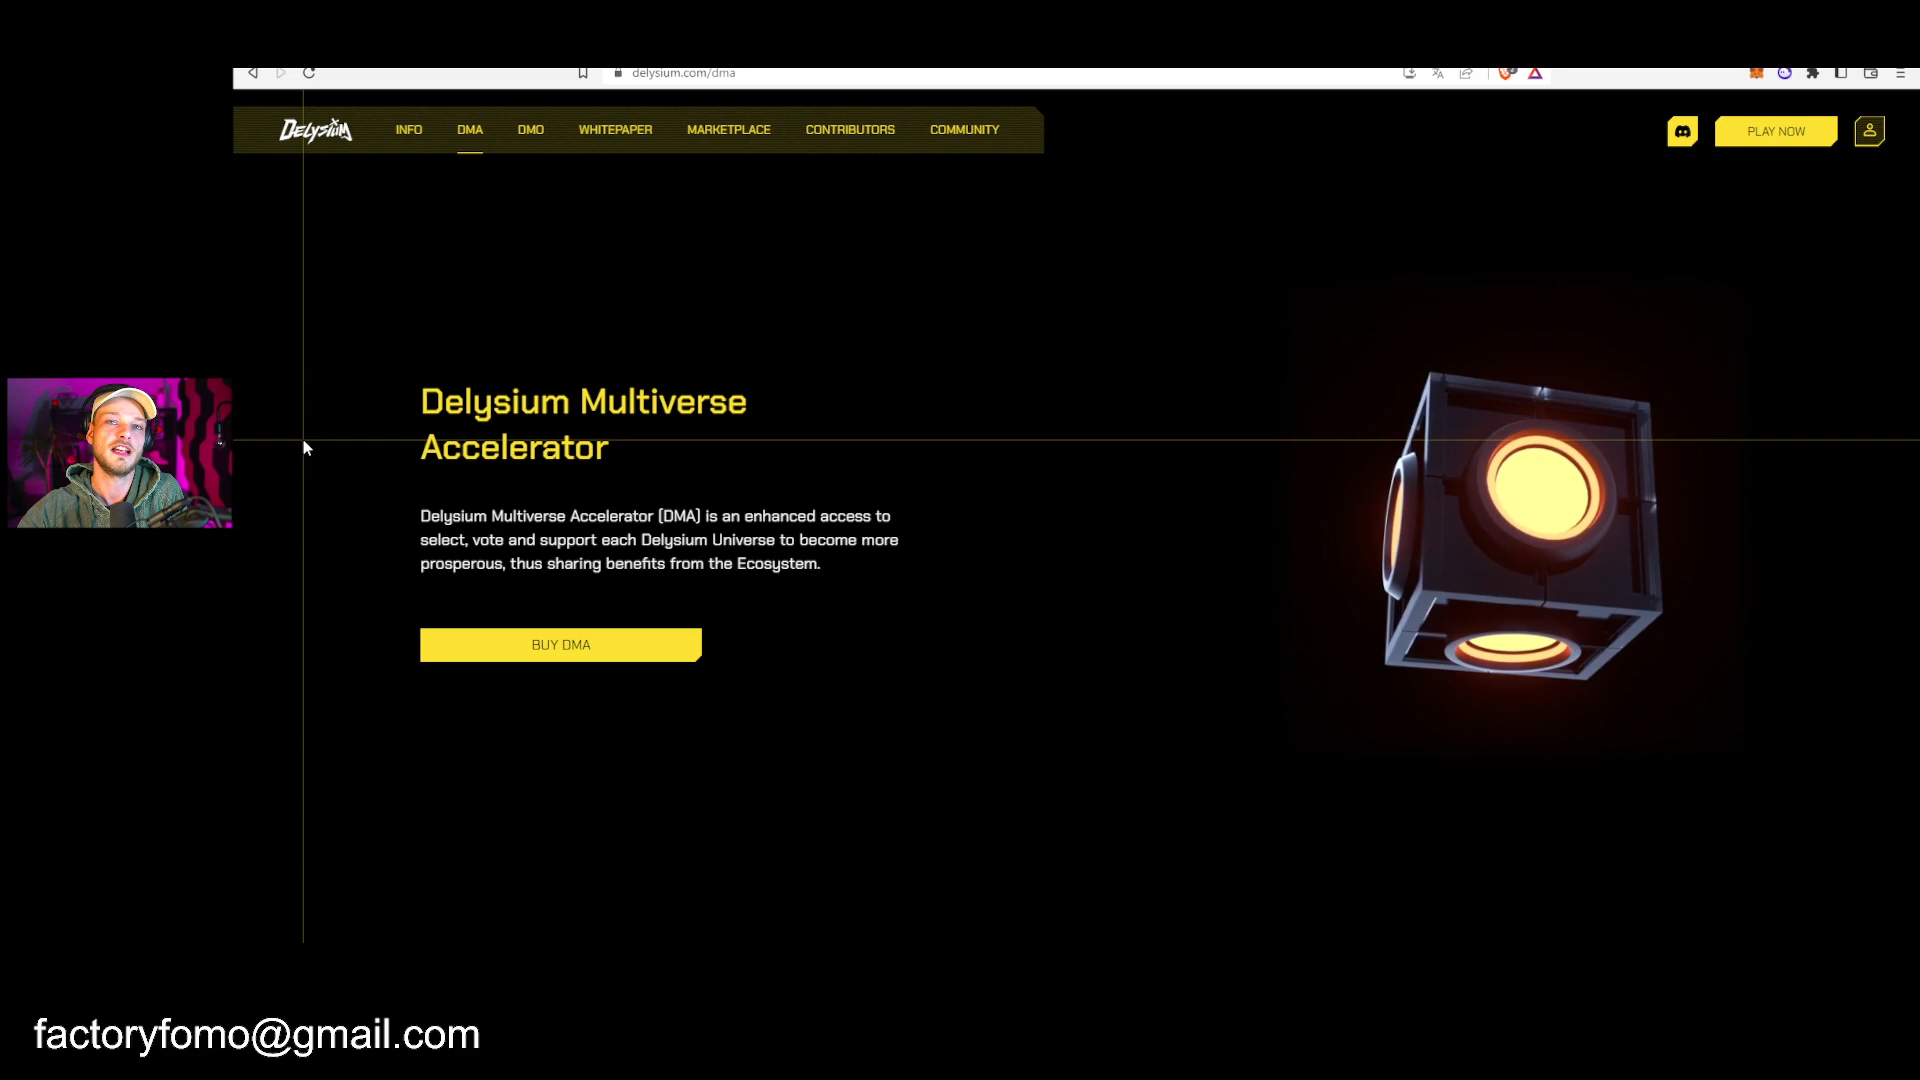 delysium.com/dma
DELYSIUM
INFO
DMA
DMO
WHITEPAPER
MARKETPLACE
CONTRIBUTORS
COMMUNITY
PLAY NOW
Delysium Multiverse
Accelerator
Delysium Multiverse Accelerator (DMA) is an enhanced access to
select, vote and support each Delysium Universe to become more
prosperous, thus sharing benefits from the Ecosystem.
BUY DMA
factoryfomo@gmail.com